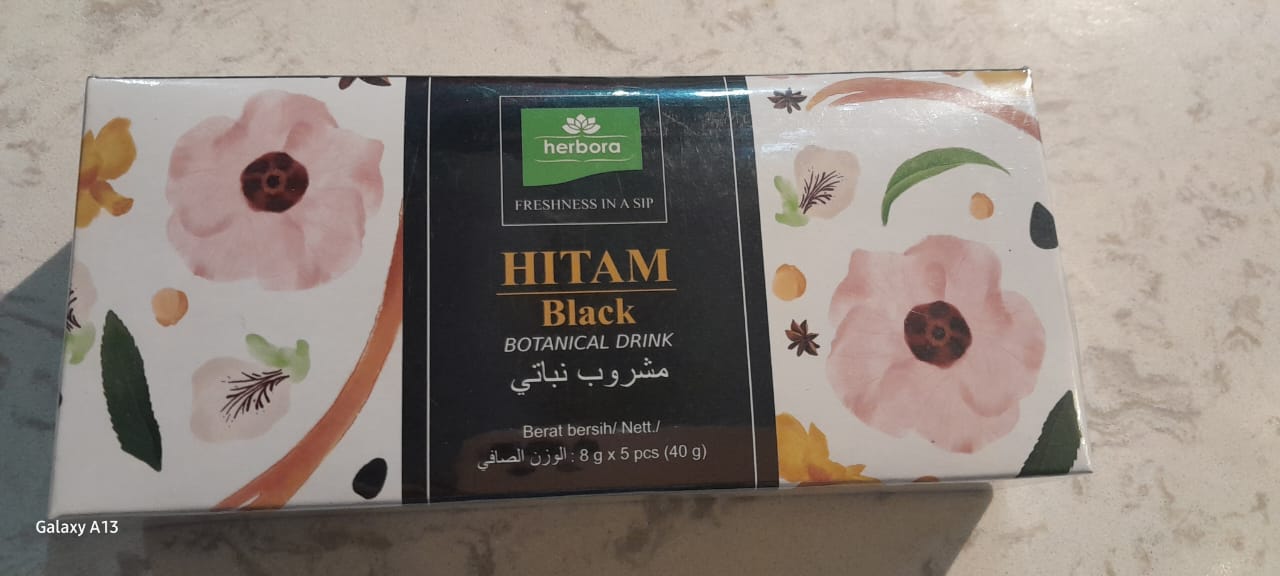 herbora
FRESHNESS IN A SIP
HITAM
Black
BOTANICAL DRINK
مشروب نباتي
Berat bersih/ Nett./
الوزن الصافي : 8 g x 5 pcs (40 g)
Galaxy A13